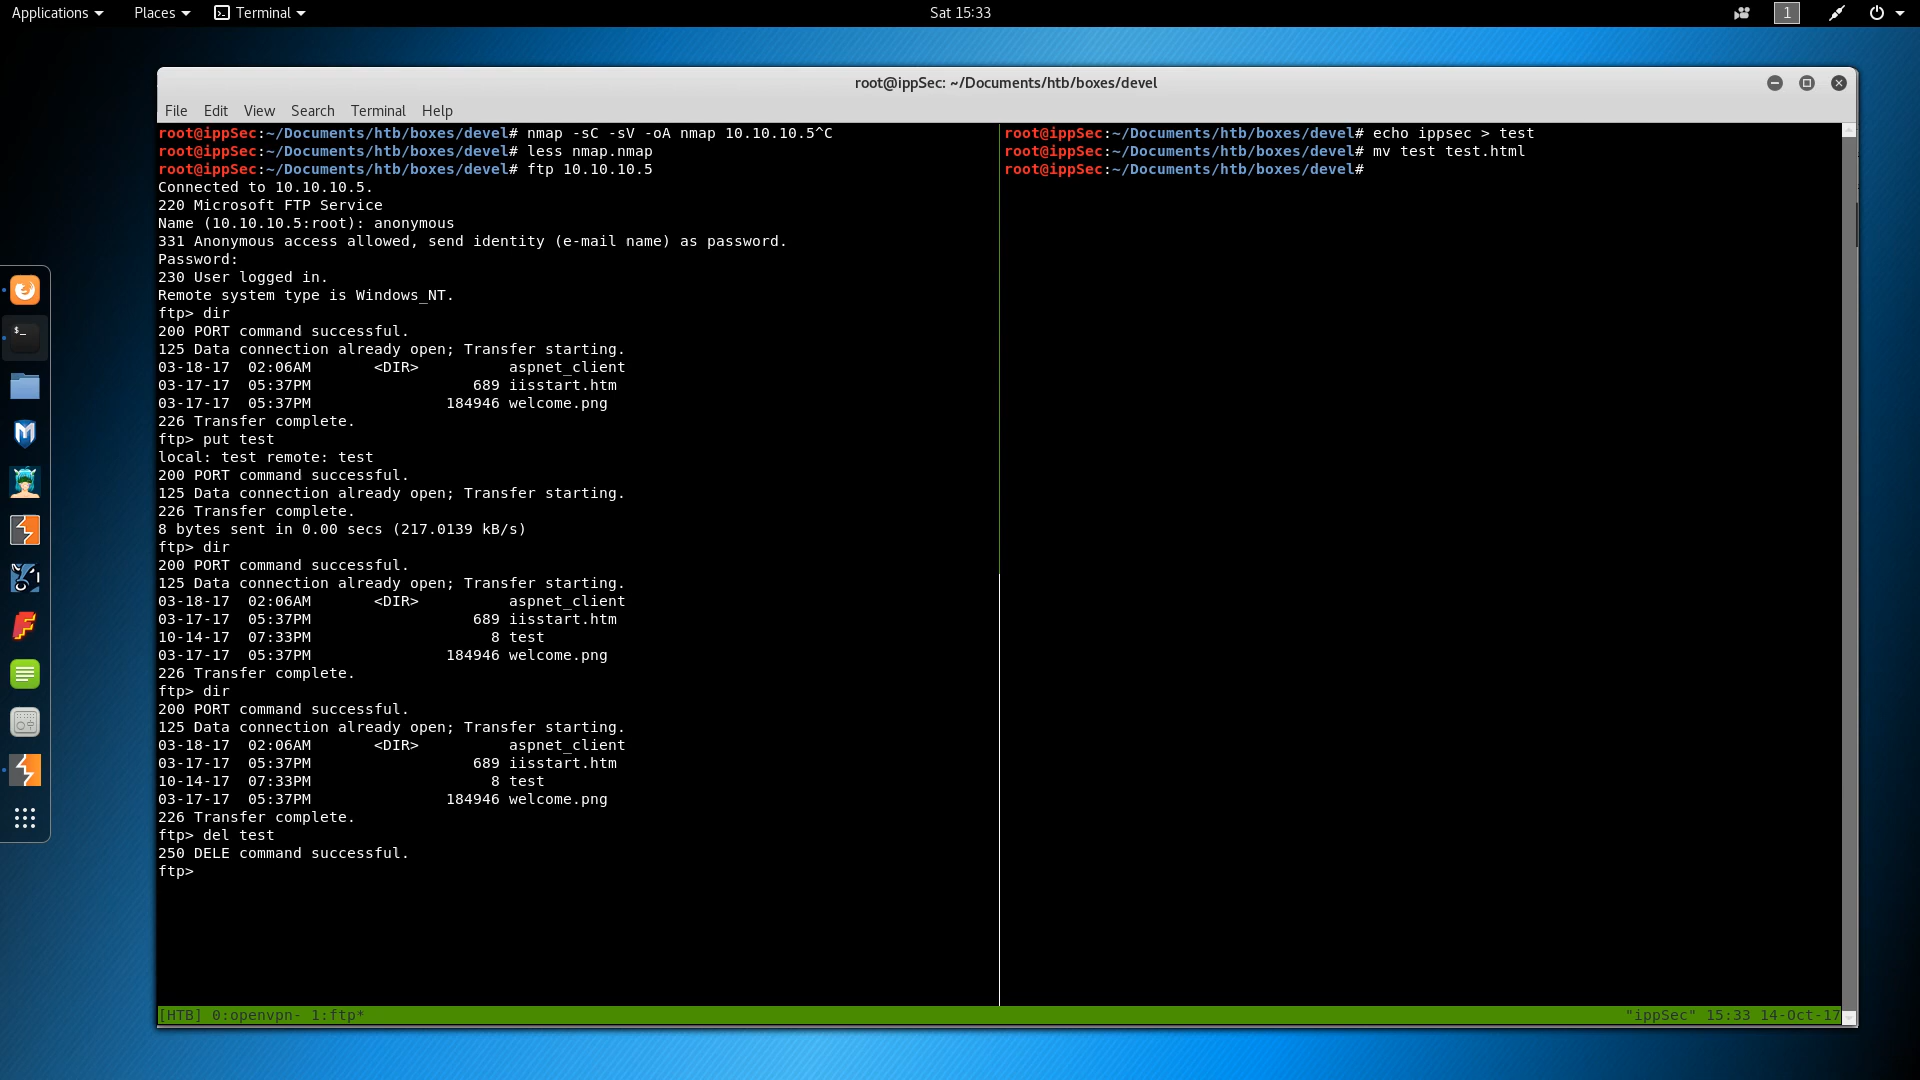 Applications Places Terminal Sat 15:33 1
root@ippSec: ~/Documents/htb/boxes/devel
File Edit View Search Terminal Help
root@ippSec:~/Documents/htb/boxes/devel# nmap -sC -sV -oA nmap 10.10.10.5^C
root@ippSec:~/Documents/htb/boxes/devel# less nmap.nmap
root@ippSec:~/Documents/htb/boxes/devel# ftp 10.10.10.5
Connected to 10.10.10.5.
220 Microsoft FTP Service
Name (10.10.10.5:root): anonymous
331 Anonymous access allowed, send identity (e-mail name) as password.
Password:
230 User logged in.
Remote system type is Windows_NT.
ftp> dir
200 PORT command successful.
125 Data connection already open; Transfer starting.
03-18-17  02:06AM       <DIR>          aspnet_client
03-17-17  05:37PM                  689 iisstart.htm
03-17-17  05:37PM               184946 welcome.png
226 Transfer complete.
ftp> put test
local: test remote: test
200 PORT command successful.
125 Data connection already open; Transfer starting.
226 Transfer complete.
8 bytes sent in 0.00 secs (217.0139 kB/s)
ftp> dir
200 PORT command successful.
125 Data connection already open; Transfer starting.
03-18-17  02:06AM       <DIR>          aspnet_client
03-17-17  05:37PM                  689 iisstart.htm
10-14-17  07:33PM                    8 test
03-17-17  05:37PM               184946 welcome.png
226 Transfer complete.
ftp> dir
200 PORT command successful.
125 Data connection already open; Transfer starting.
03-18-17  02:06AM       <DIR>          aspnet_client
03-17-17  05:37PM                  689 iisstart.htm
10-14-17  07:33PM                    8 test
03-17-17  05:37PM               184946 welcome.png
226 Transfer complete.
ftp> del test
250 DELE command successful.
ftp>
root@ippSec:~/Documents/htb/boxes/devel# echo ippsec > test
root@ippSec:~/Documents/htb/boxes/devel# mv test test.html
root@ippSec:~/Documents/htb/boxes/devel#
[HTB] 0:openvpn- 1:ftp* "ippSec" 15:33 14-Oct-17